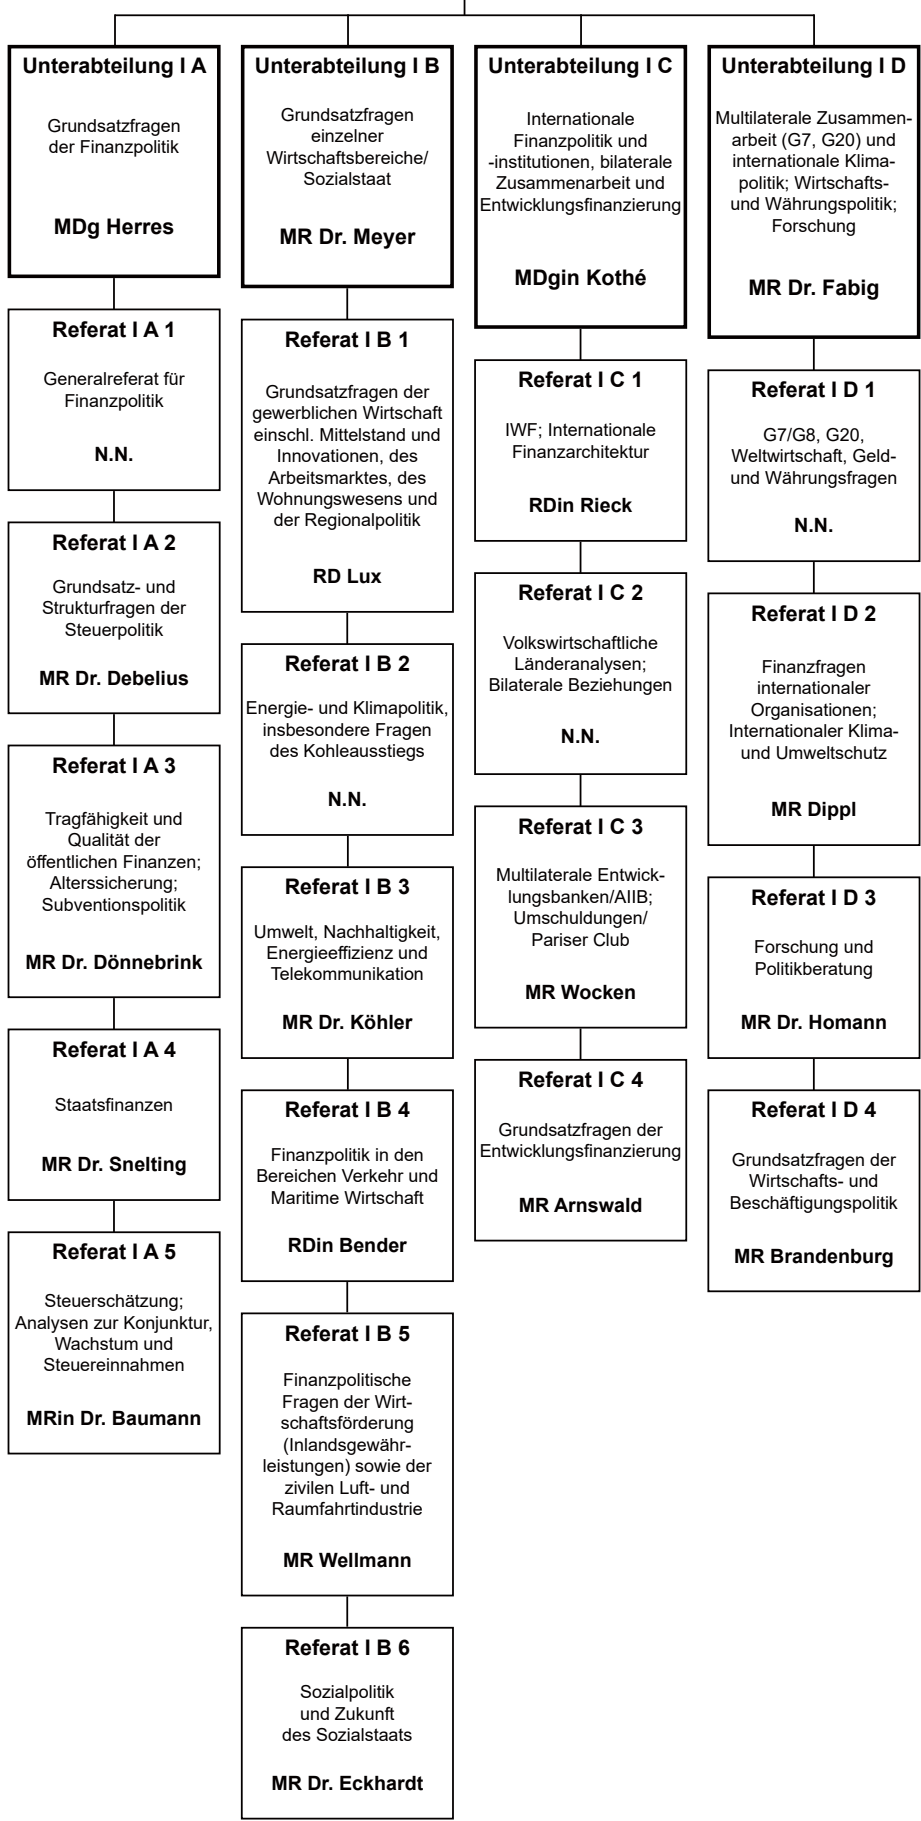 Unterabteilung I A
Grundsatzfragen
der Finanzpolitik
MDg Herres
Referat I A 1
Generalreferat für
Finanzpolitik
N.N.
Referat I A 2
Grundsatz- und
Strukturfragen der
Steuerpolitik
MR Dr. Debelius
Referat I A 3
Tragfähigkeit und
Qualität der
öffentlichen Finanzen;
Alterssicherung;
Subventionspolitik
MR Dr. Dönnebrink
Referat I A 4
Staatsfinanzen
MR Dr. Snelting
Referat I A 5
Steuerschätzung;
Analysen zur Konjunktur,
Wachstum und
Steuereinnahmen
MRin Dr. Baumann
Unterabteilung I B
Grundsatzfragen
einzelner
Wirtschaftsbereiche/
Sozialstaat
MR Dr. Meyer
Referat I B 1
Grundsatzfragen der
gewerblichen Wirtschaft
einschl. Mittelstand und
Innovationen, des
Arbeitsmarktes, des
Wohnungswesens und
der Regionalpolitik
RD Lux
Referat I B 2
Energie- und Klimapolitik,
insbesondere Fragen
des Kohleausstiegs
N.N.
Referat I B 3
Umwelt, Nachhaltigkeit,
Energieeffizienz und
Telekommunikation
MR Dr. Köhler
Referat I B 4
Finanzpolitik in den
Bereichen Verkehr und
Maritime Wirtschaft
RDin Bender
Referat I B 5
Finanzpolitische
Fragen der Wirt-
schaftsförderung
(Inlandsgewähr-
leistungen) sowie der
zivilen Luft- und
Raumfahrtindustrie
MR Wellmann
Referat I B 6
Sozialpolitik
und Zukunft
des Sozialstaats
MR Dr. Eckhardt
Unterabteilung I C
Internationale
Finanzpolitik und
-institutionen, bilaterale
Zusammenarbeit und
Entwicklungsfinanzierung
MDgin Kothé
Referat I C 1
IWF; Internationale
Finanzarchitektur
RDin Rieck
Referat I C 2
Volkswirtschaftliche
Länderanalysen;
Bilaterale Beziehungen
N.N.
Referat I C 3
Multilaterale Entwick-
lungsbanken/AIIB;
Umschuldungen/
Pariser Club
MR Wocken
Referat I C 4
Grundsatzfragen der
Entwicklungsfinanzierung
MR Arnswald
Unterabteilung I D
Multilaterale Zusammen-
arbeit (G7, G20) und
internationale Klima-
politik; Wirtschafts-
und Währungspolitik;
Forschung
MR Dr. Fabig
Referat I D 1
G7/G8, G20,
Weltwirtschaft, Geld-
und Währungsfragen
N.N.
Referat I D 2
Finanzfragen
internationaler
Organisationen;
Internationaler Klima-
und Umweltschutz
MR Dippl
Referat I D 3
Forschung und
Politikberatung
MR Dr. Homann
Referat I D 4
Grundsatzfragen der
Wirtschafts- und
Beschäftigungspolitik
MR Brandenburg